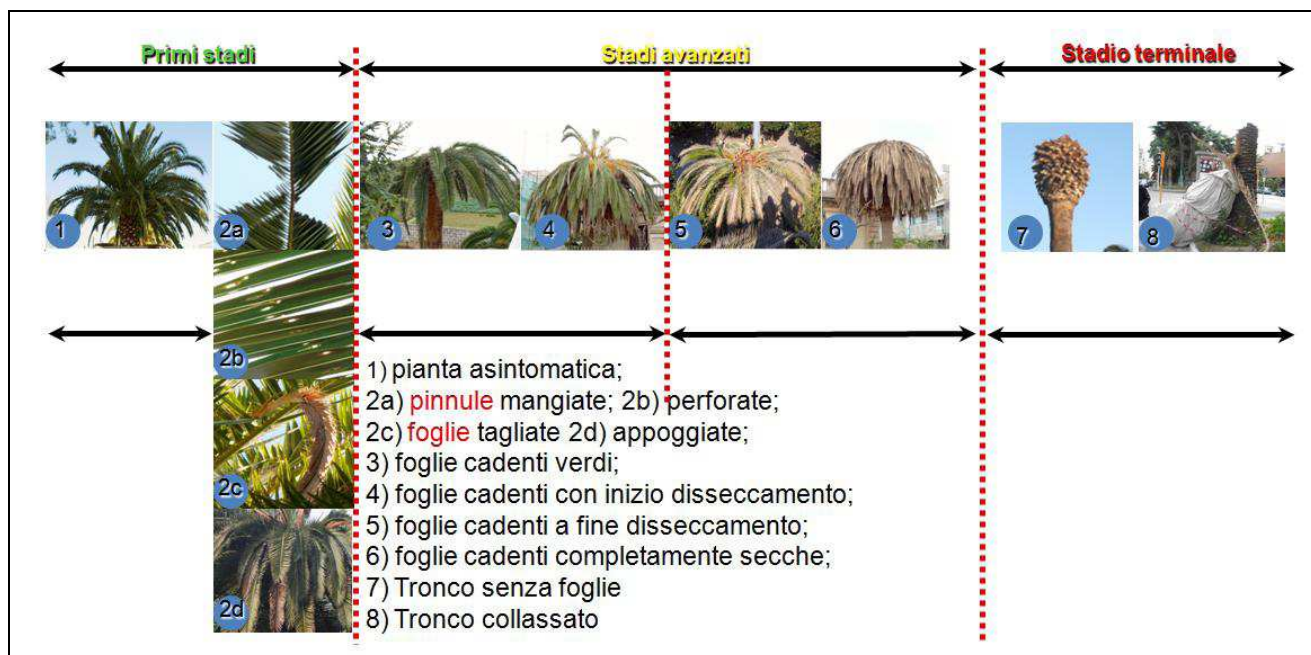 Primi stadi
Stadi avanzati
Stadio terminale
1
2a
3
4
5
6
7
8
2b
2c
2d
1) pianta asintomatica;
2a) pinnule mangiate; 2b) perforate;
2c) foglie tagliate 2d) appoggiate;
3) foglie cadenti verdi;
4) foglie cadenti con inizio disseccamento;
5) foglie cadenti a fine disseccamento;
6) foglie cadenti completamente secche;
7) Tronco senza foglie
8) Tronco collassato